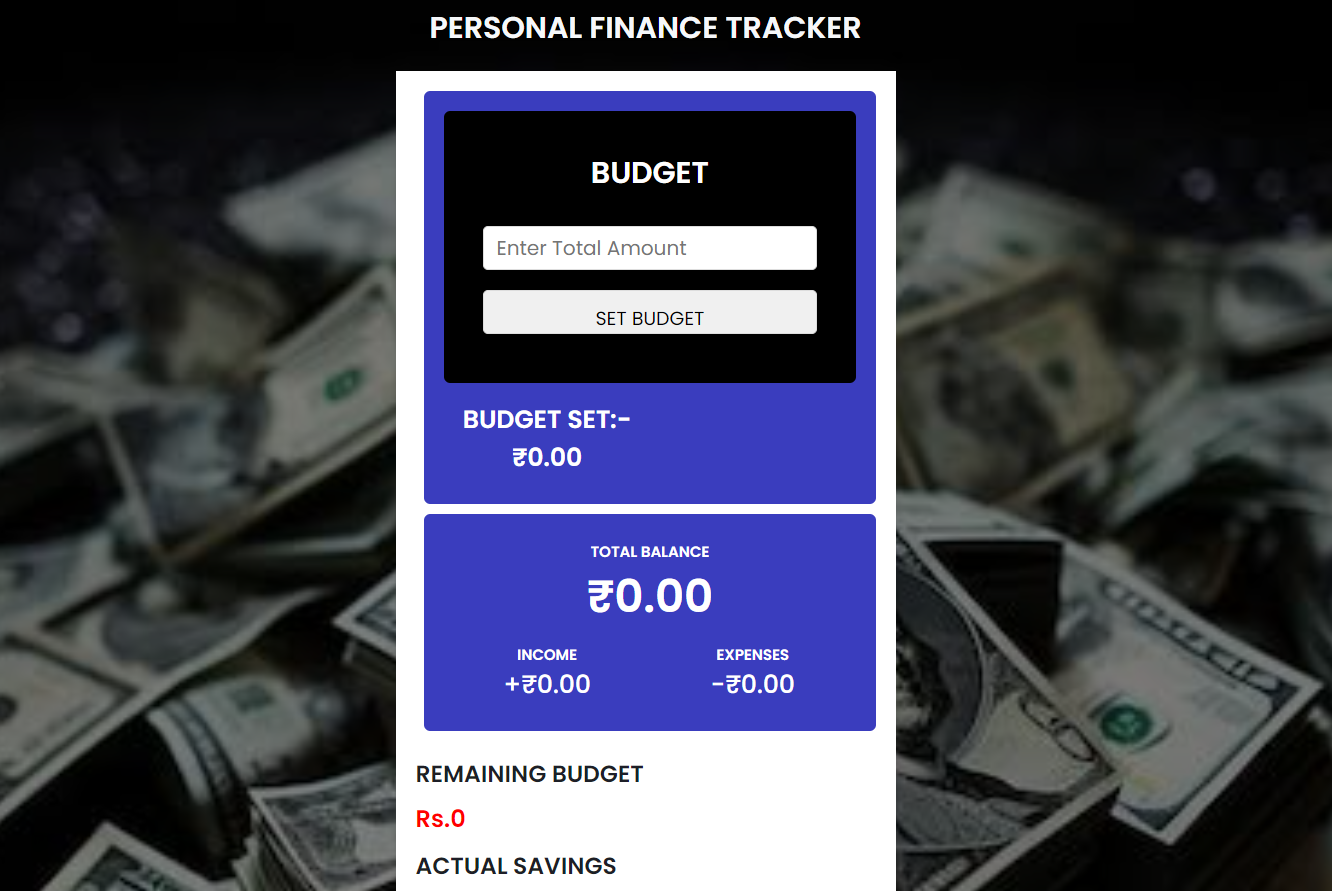 PERSONAL FINANCE TRACKER
BUDGET
Enter Total Amount
SET BUDGET
BUDGET SET:-
₹0.00
TOTAL BALANCE
₹0.00
INCOME EXPENSES
+₹0.00 -₹0.00
REMAINING BUDGET
Rs.0
ACTUAL SAVINGS